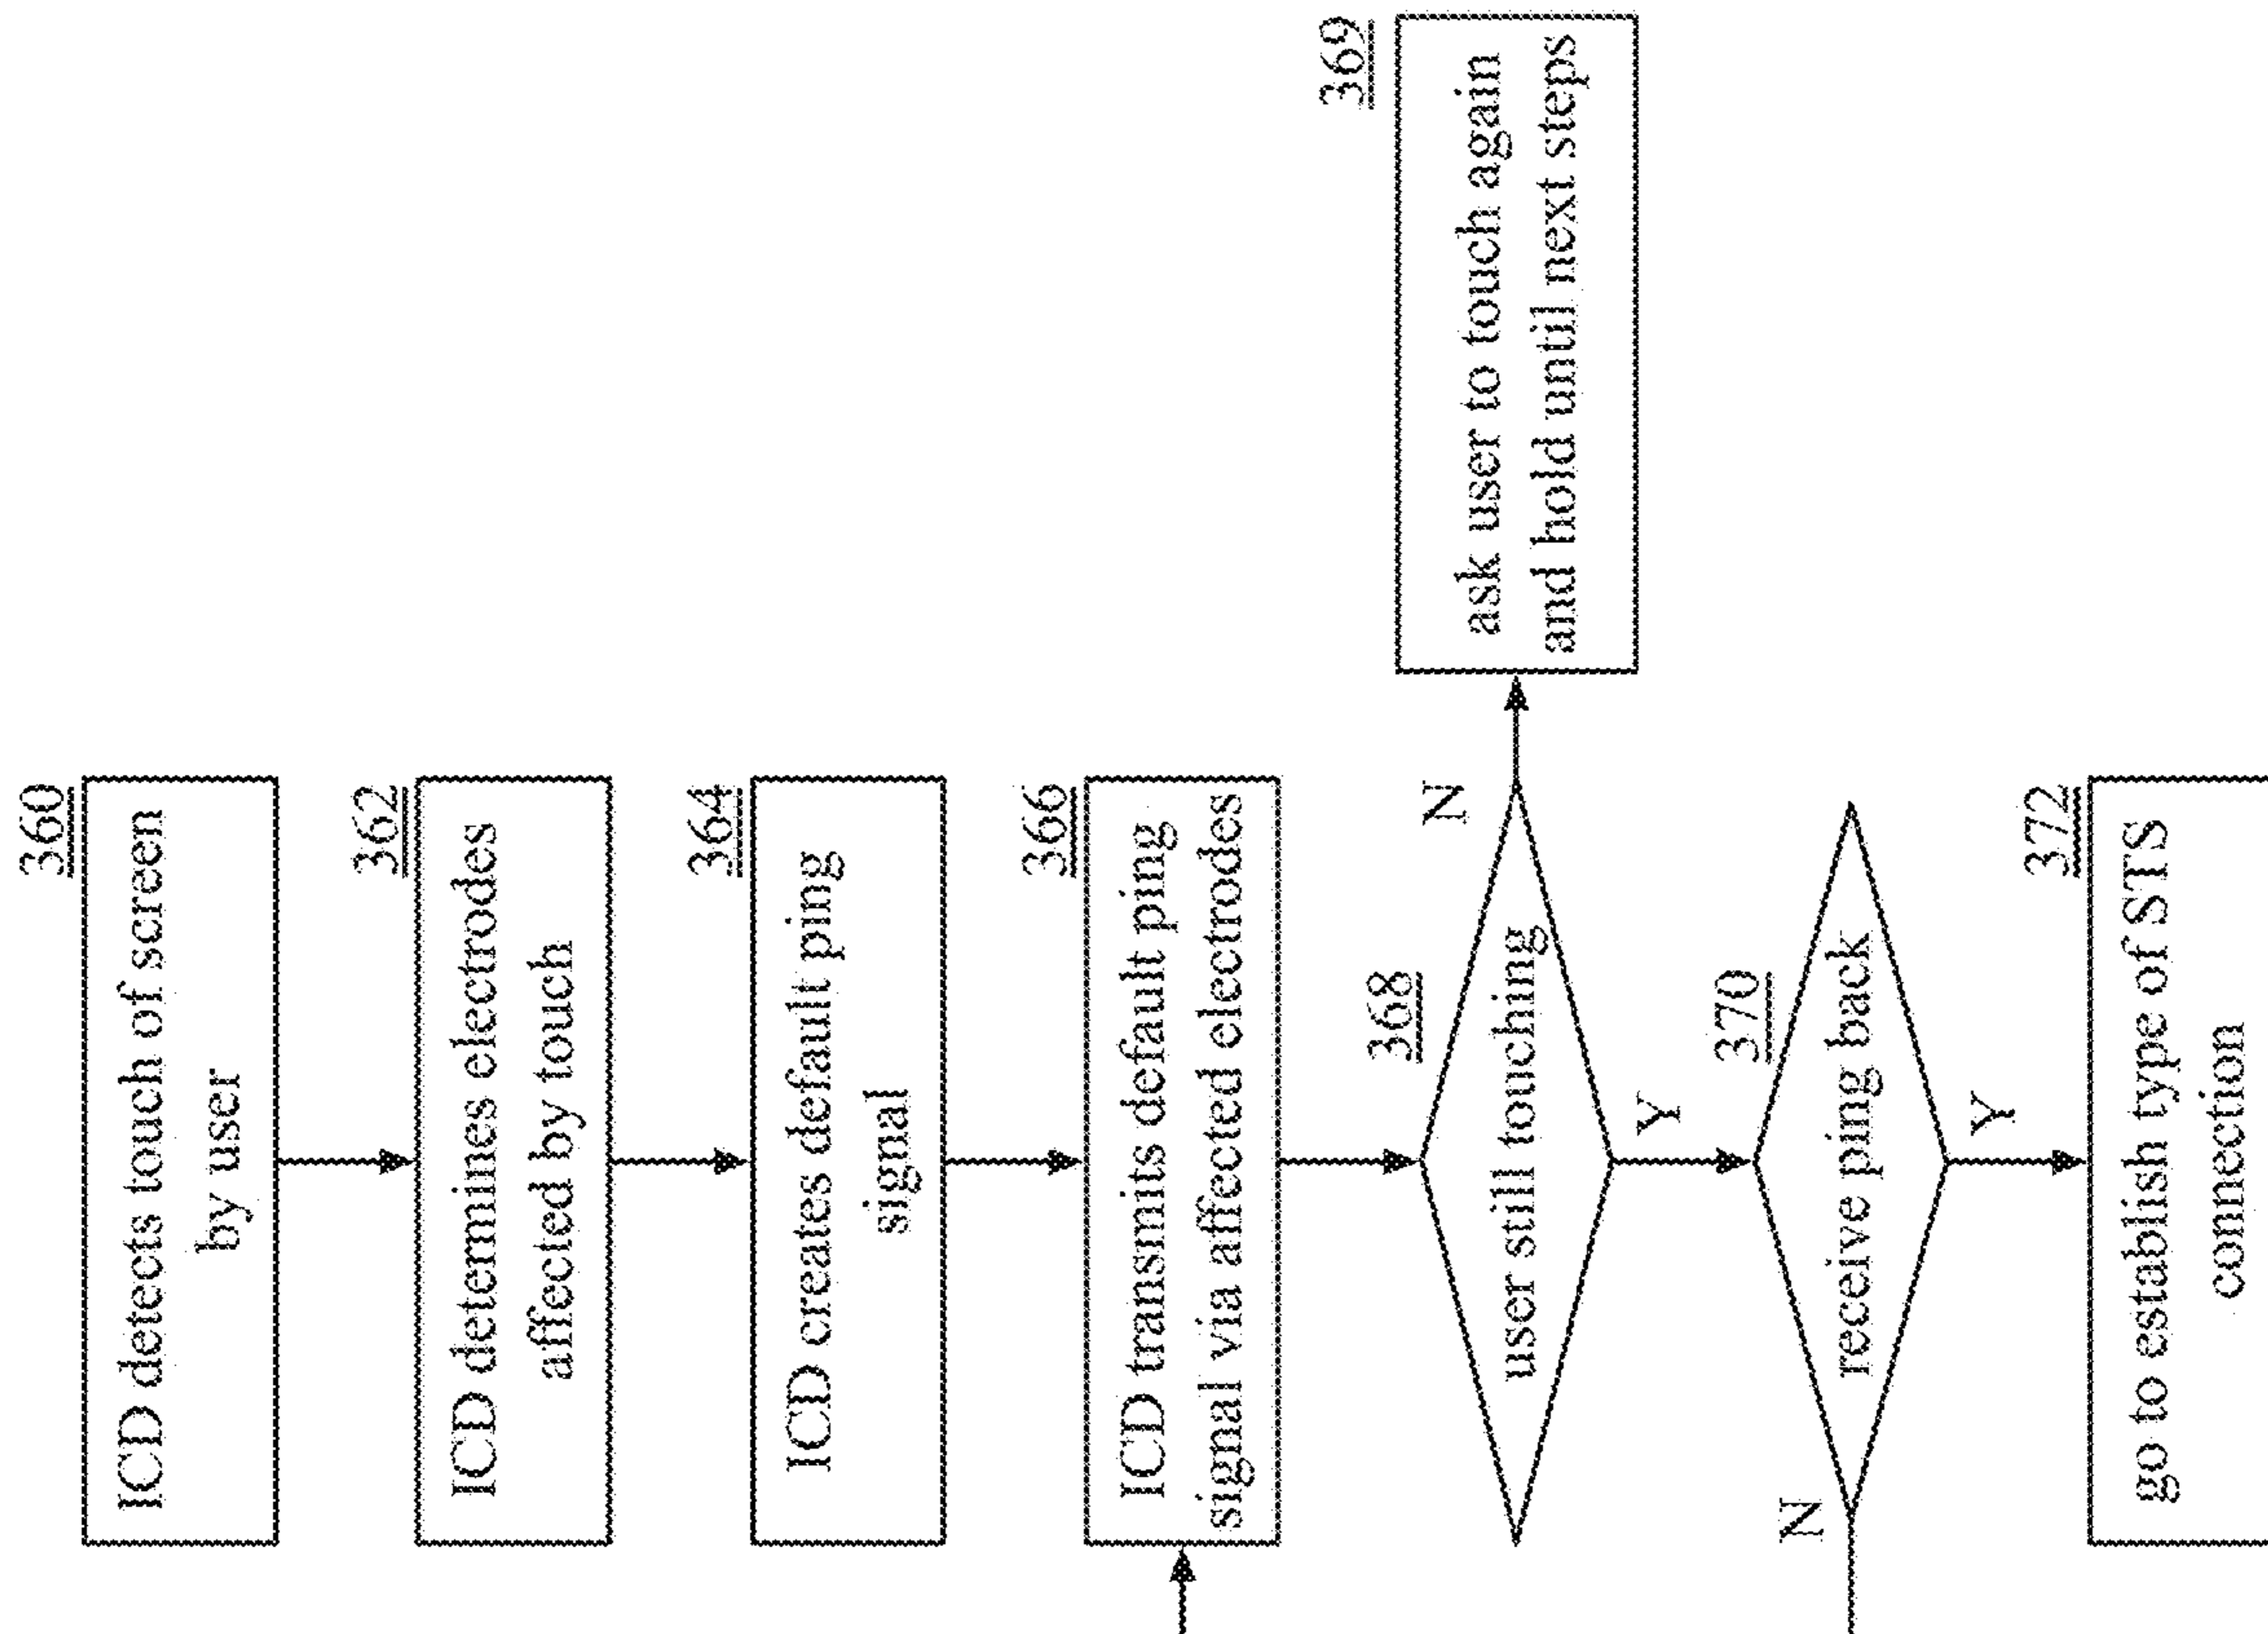 360
ICD detects touch of screen
by user
362
ICD determines electrodes
affected by touch
364
ICD creates default ping
signal
366
ICD transmits default ping
signal via affected electrodes
368
user still touching
N
369
ask user to touch again
and hold until next steps
Y
370
receive ping back
N
Y
372
go to establish type of STS
connection